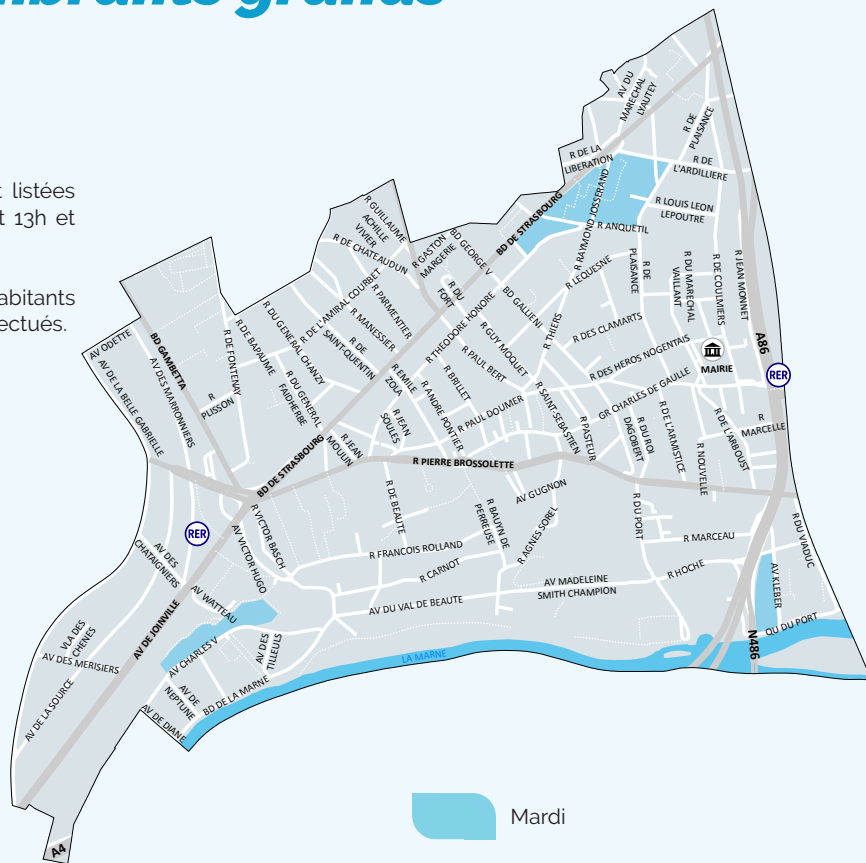 brants grands
t listées
t 13h et
abitants
ectués.
AV DU
MARECHAL
LYAUTEY
R DE
PLAISANCE
R DE LA
LIBERATION
R DE
L'ARDILLIERE
R RAYMOND JOSSERAND
R LOUIS LEON
LEPOUTRE
R ANQUETIL
BD DE STRASBOURG
R GUILLAUME
ACHILLE
VIVIER
R DE CHATEAUDUN
R GASTON
MARGERIE
BD GEORGE V
R JEAN MONNET
R DE COULMIERS
R DU MARECHAL
VAILLANT
R DE
PLAISANCE
R LEQUESNE
R DU
FORT
BD GALLIENI
R THEODORE HONORE
R THIERS
R DES CLAMARTS
R GUY MOQUET
R PAUL BERT
R DE L'AMIRAL COURBET
R PARMENTIER
R MANESSIER
R DE
SAINT-QUENTIN
R DU GENERAL CHANZY
R DE BAPAUME
R DE FONTENAY
BD GAMBETTA
AV ODETTE
AV DES MARRONNIERS
AV DE LA BELLE GABRIELLE
R
PLISSON
R DU GENERAL
FAIDHERBE
R EMILE
ZOLA
R BRILLET
R ANDRE PONTIER
R DES HEROS NOGENTAIS
MAIRIE
A86
RER
GR CHARLES DE GAULLE
R SAINT-SEBASTIEN
R PAUL DOUMER
R JEAN
SOULES
R JEAN
MOULIN
BD DE STRASBOURG
R PIERRE BROSSOLETTE
R PASTEUR
R DU ROI
DAGOBERT
R DE L'ARMISTICE
R NOUVELLE
R DE L'ARBOUST
R
MARCELLE
AV GUGNON
R DE BEAUTE
R BAUYN DE
PERREUSE
R AGNES SOREL
R DU PORT
R MARCEAU
R DU VIADUC
R VICTOR BASCH
AV VICTOR HUGO
RER
R FRANCOIS ROLLAND
R CARNOT
AV DU VAL DE BEAUTE
AV MADELEINE
SMITH CHAMPION
R HOCHE
AV KLEBER
QU DU PORT
N486
AV DES
CHATAIGNIERS
AV WATTEAU
AV DE JOINVILLE
AV CHARLES V
AV DES
TILLEULS
VLA DES
CHENES
AV DES MERISIERS
AV DE LA SOURCE
AV DE
NEPTUNE
BD DE LA MARNE
AV DE DIANE
LA MARNE
A4
Mardi